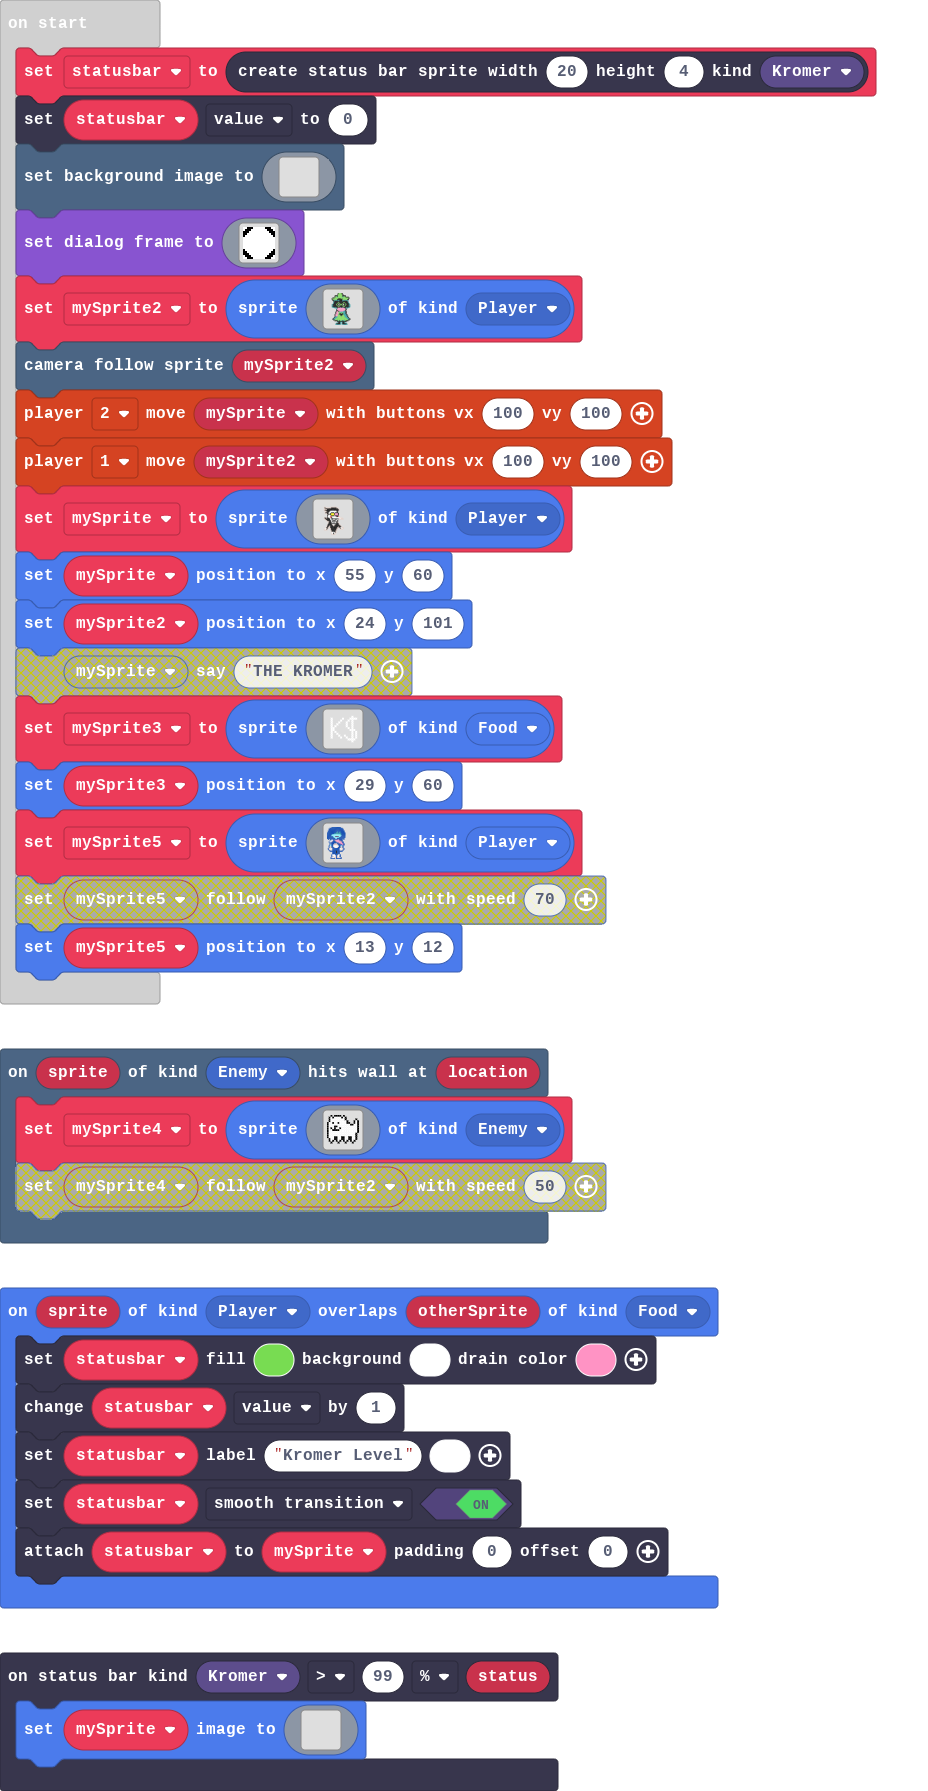 on start
set statusbar to create status bar sprite width 20 height 4 kind Kromer
set statusbar value to 0
set background image to
set dialog frame to
set mySprite2 to sprite of kind Player
camera follow sprite mySprite2
player 2 move mySprite with buttons vx 100 vy 100
player 1 move mySprite2 with buttons vx 100 vy 100
set mySprite to sprite of kind Player
set mySprite position to x 55 y 60
set mySprite2 position to x 24 y 101
mySprite say "THE KROMER"
set mySprite3 to sprite K$ of kind Food
set mySprite3 position to x 29 y 60
set mySprite5 to sprite of kind Player
set mySprite5 follow mySprite2 with speed 70
set mySprite5 position to x 13 y 12
on sprite of kind Enemy hits wall at location
set mySprite4 to sprite of kind Enemy
set mySprite4 follow mySprite2 with speed 50
on sprite of kind Player overlaps otherSprite of kind Food
set statusbar fill background drain color
change statusbar value by 1
set statusbar label "Kromer Level"
set statusbar smooth transition ON
attach statusbar to mySprite padding 0 offset 0
on status bar kind Kromer > 99 % status
set mySprite image to